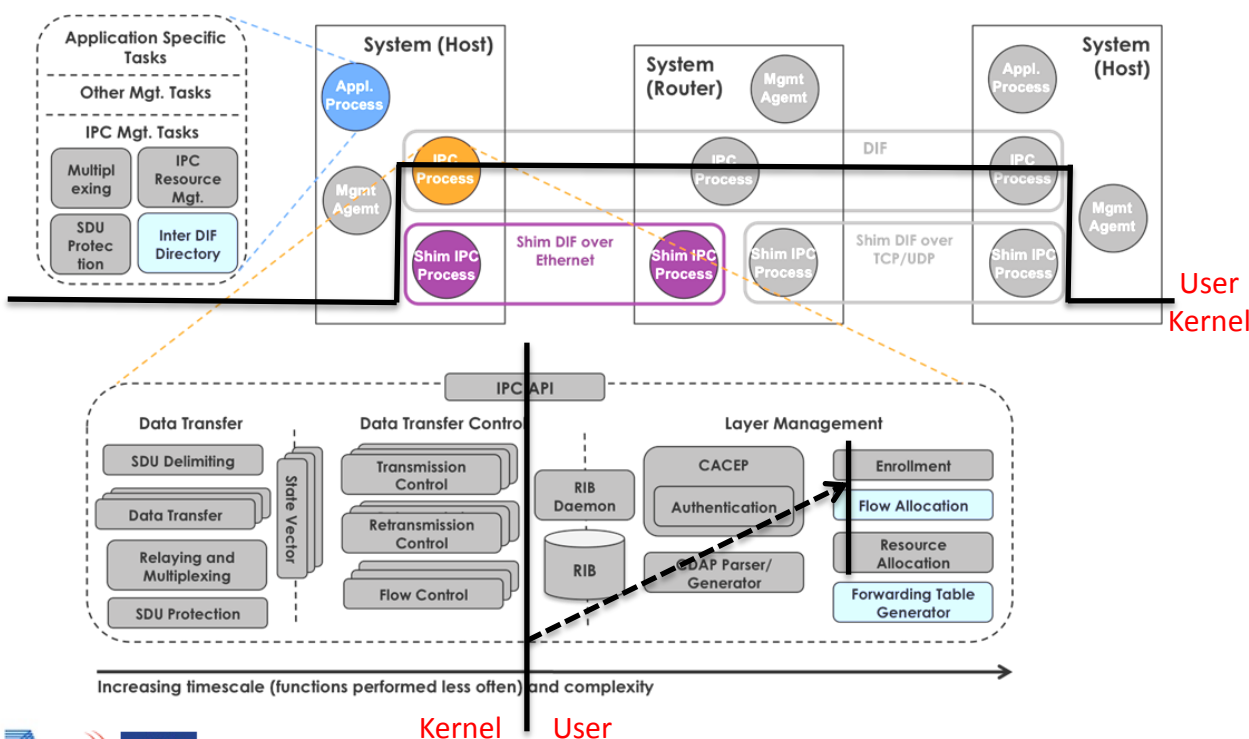 Application Specific
Tasks
Other Mgt. Tasks
IPC Mgt. Tasks
Multipl
exing
IPC
Resource
Mgt.
SDU
Protec
tion
Inter DIF
Directory
System (Host)
Appl.
Process
IPC
Process
Mgmt
Agemt
Shim IPC
Process
Shim DIF over
Ethernet
System
(Router)
Mgmt
Agemt
IPC
Process
DIF
Shim IPC
Process
Shim IPC
Process
Shim DIF over
TCP/UDP
System
(Host)
Appl.
Process
IPC
Process
Mgmt
Agemt
Shim IPC
Process
User
Kernel
IPC API
Data Transfer
SDU Delimiting
Data Transfer
Relaying and
Multiplexing
SDU Protection
State Vector
Data Transfer Control
Transmission
Control
Retransmission
Control
Flow Control
Layer Management
RIB
Daemon
RIB
CACEP
Authentication
CDAP Parser/
Generator
Enrollment
Flow Allocation
Resource
Allocation
Forwarding Table
Generator
Increasing timescale (functions performed less often) and complexity
Kernel User